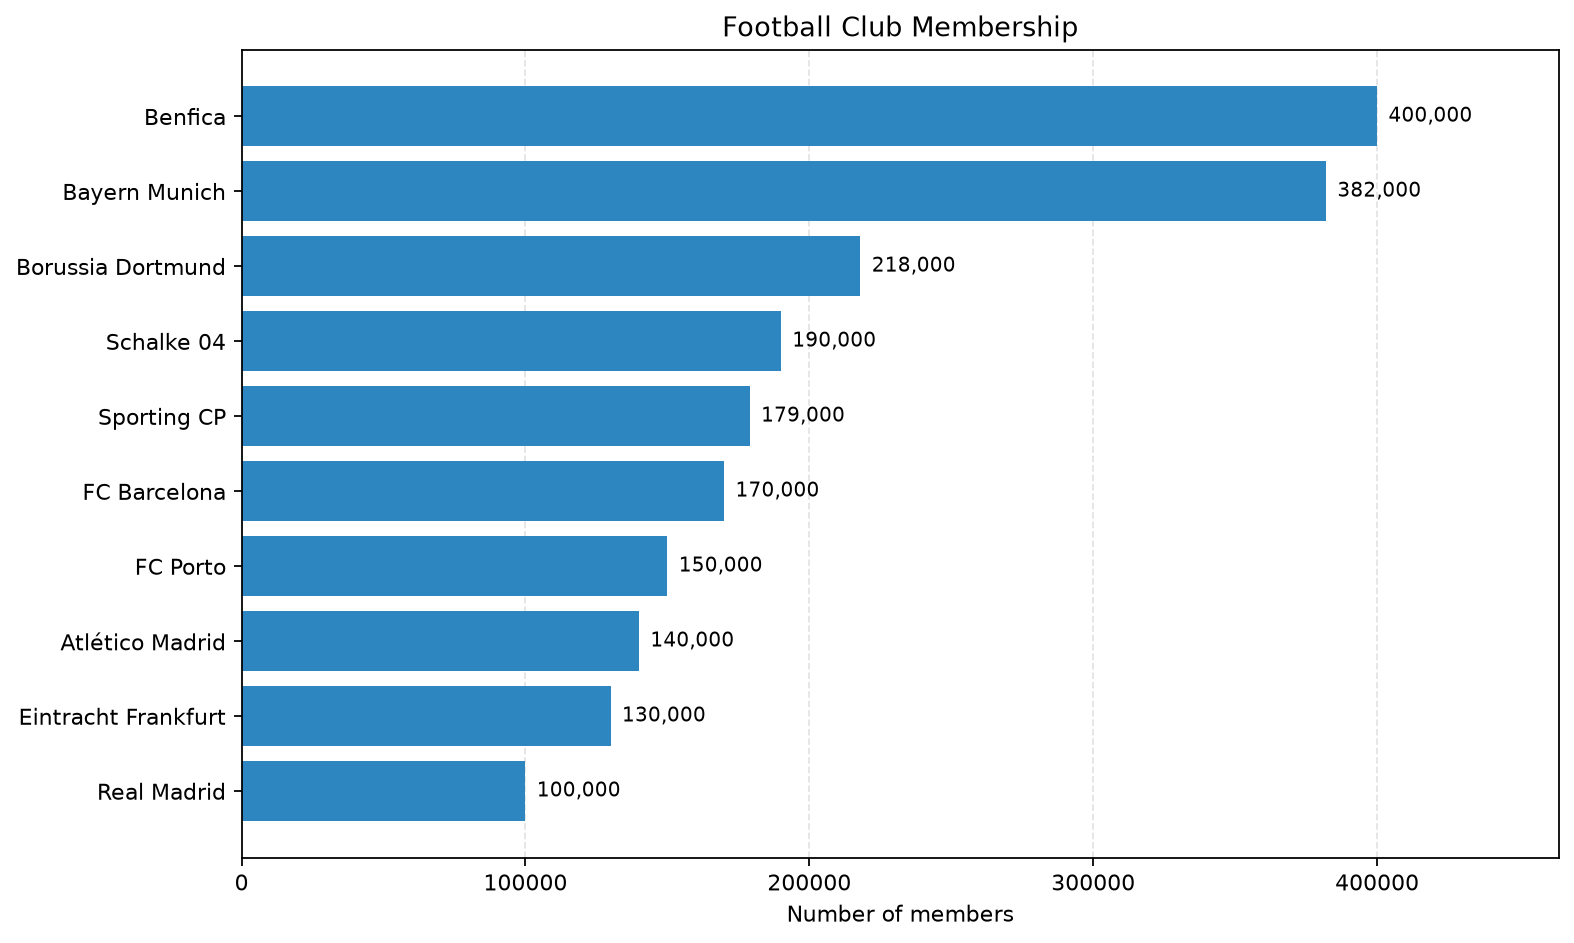 Football Club Membership
Benfica 400,000
Bayern Munich 382,000
Borussia Dortmund 218,000
Schalke 04 190,000
Sporting CP 179,000
FC Barcelona 170,000
FC Porto 150,000
Atlético Madrid 140,000
Eintracht Frankfurt 130,000
Real Madrid 100,000
0 100000 200000 300000 400000
Number of members